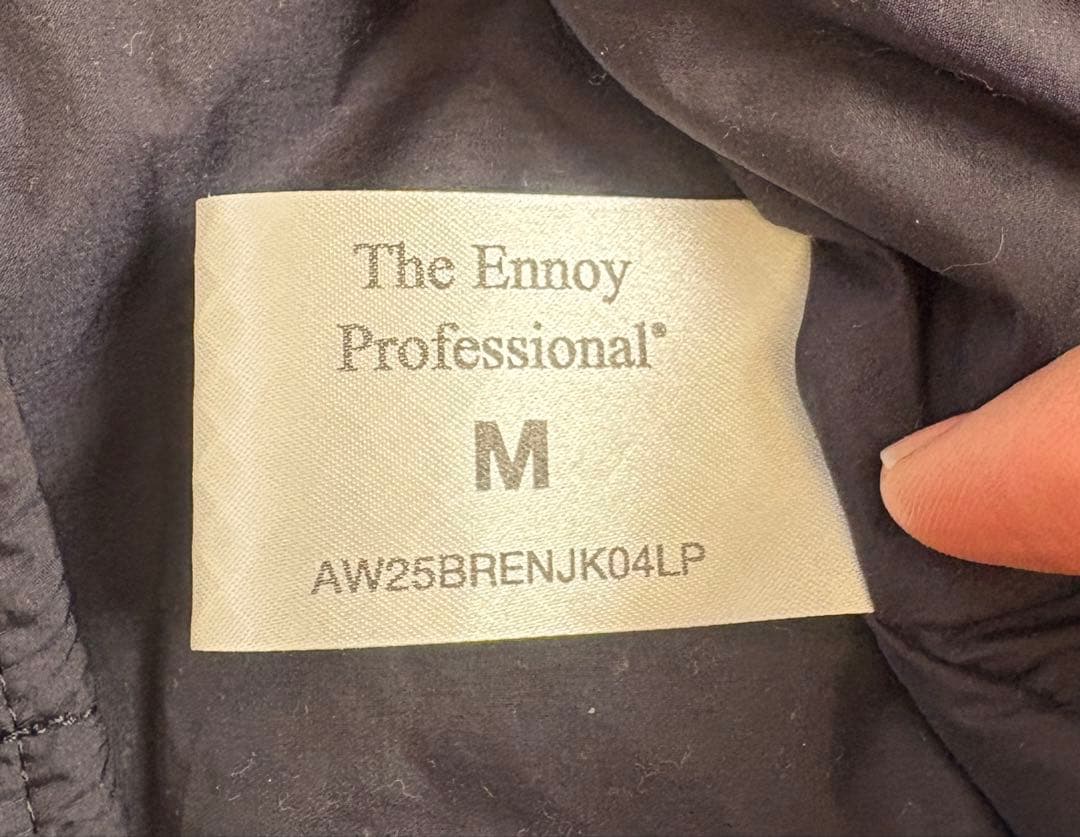 The Ennoy
Professional®
M
AW25BRENJK04LP